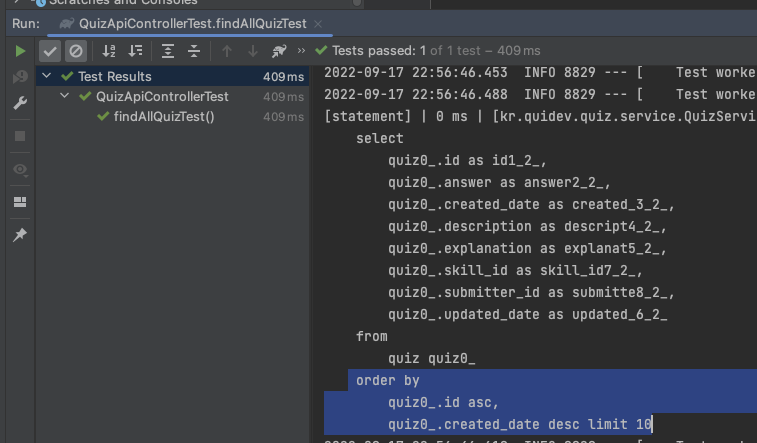 Scratches and Consoles
Run: QuizApiControllerTest.findAllQuizTest ×
Tests passed: 1 of 1 test – 409 ms
Test Results 409 ms
QuizApiControllerTest 409 ms
findAllQuizTest() 409 ms
2022-09-17 22:56:46.453 INFO 8829 --- [ Test worke
2022-09-17 22:56:46.488 INFO 8829 --- [ Test worke
[statement] | 0 ms | [kr.quidev.quiz.service.QuizServi
select
quiz0_.id as id1_2_,
quiz0_.answer as answer2_2_,
quiz0_.created_date as created_3_2_,
quiz0_.description as descript4_2_,
quiz0_.explanation as explanat5_2_,
quiz0_.skill_id as skill_id7_2_,
quiz0_.submitter_id as submitte8_2_,
quiz0_.updated_date as updated_6_2_
from
quiz quiz0_
order by
quiz0_.id asc,
quiz0_.created_date desc limit 10